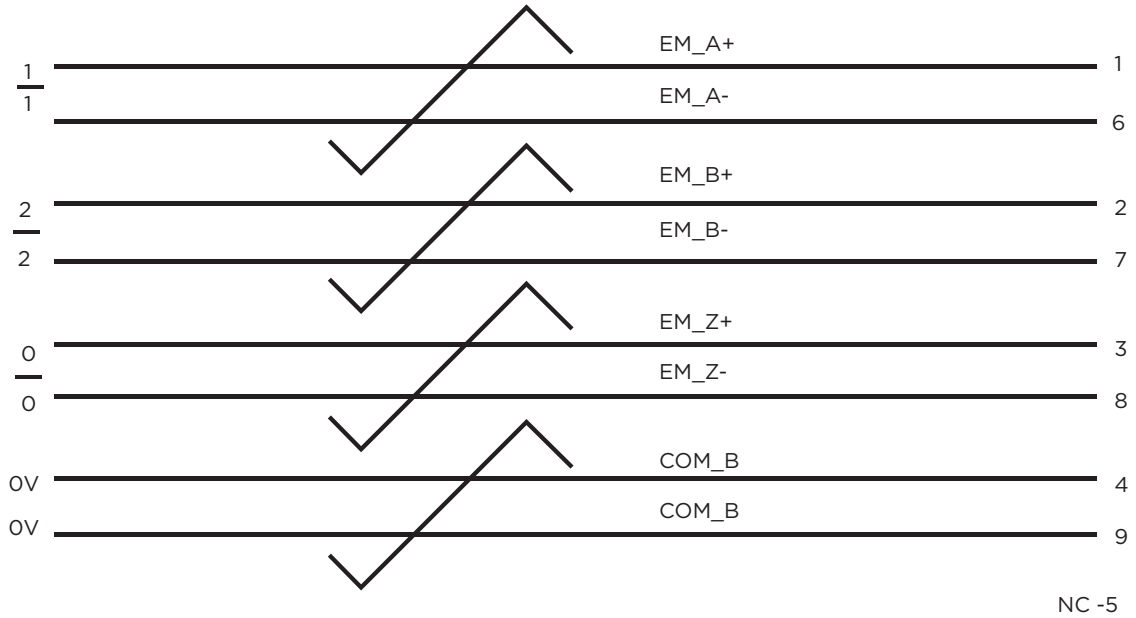 EM_A+
1 1
EM_A-
1 6
EM_B+
2 2
EM_B-
2 7
EM_Z+
0 3
EM_Z-
0 8
COM_B
0V 4
COM_B
0V 9
NC -5